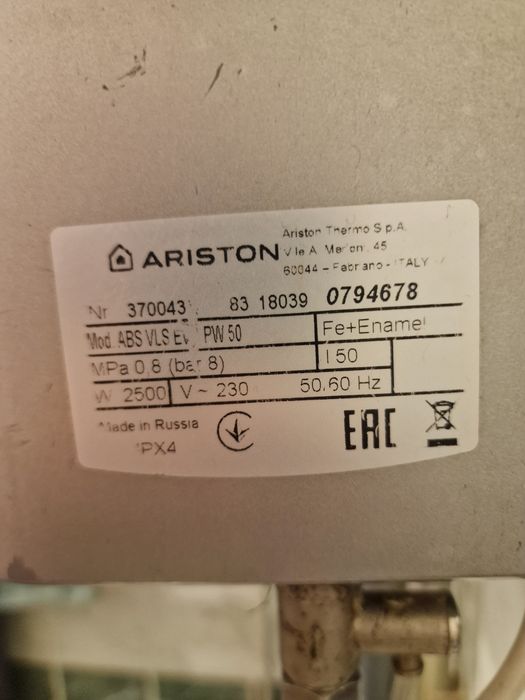 ARISTON
Ariston Thermo S.p.A.
V.le A. Merloni, 45
60044 - Fabriano - ITALY
Nr 370043 83 18039 0794678
Mod. ABS VLS EV PW 50 Fe+Enamel
MPa 0,8 (bar 8) l 50
W 2500 V ~ 230 50/60 Hz
Made in Russia
IPX4
EAC